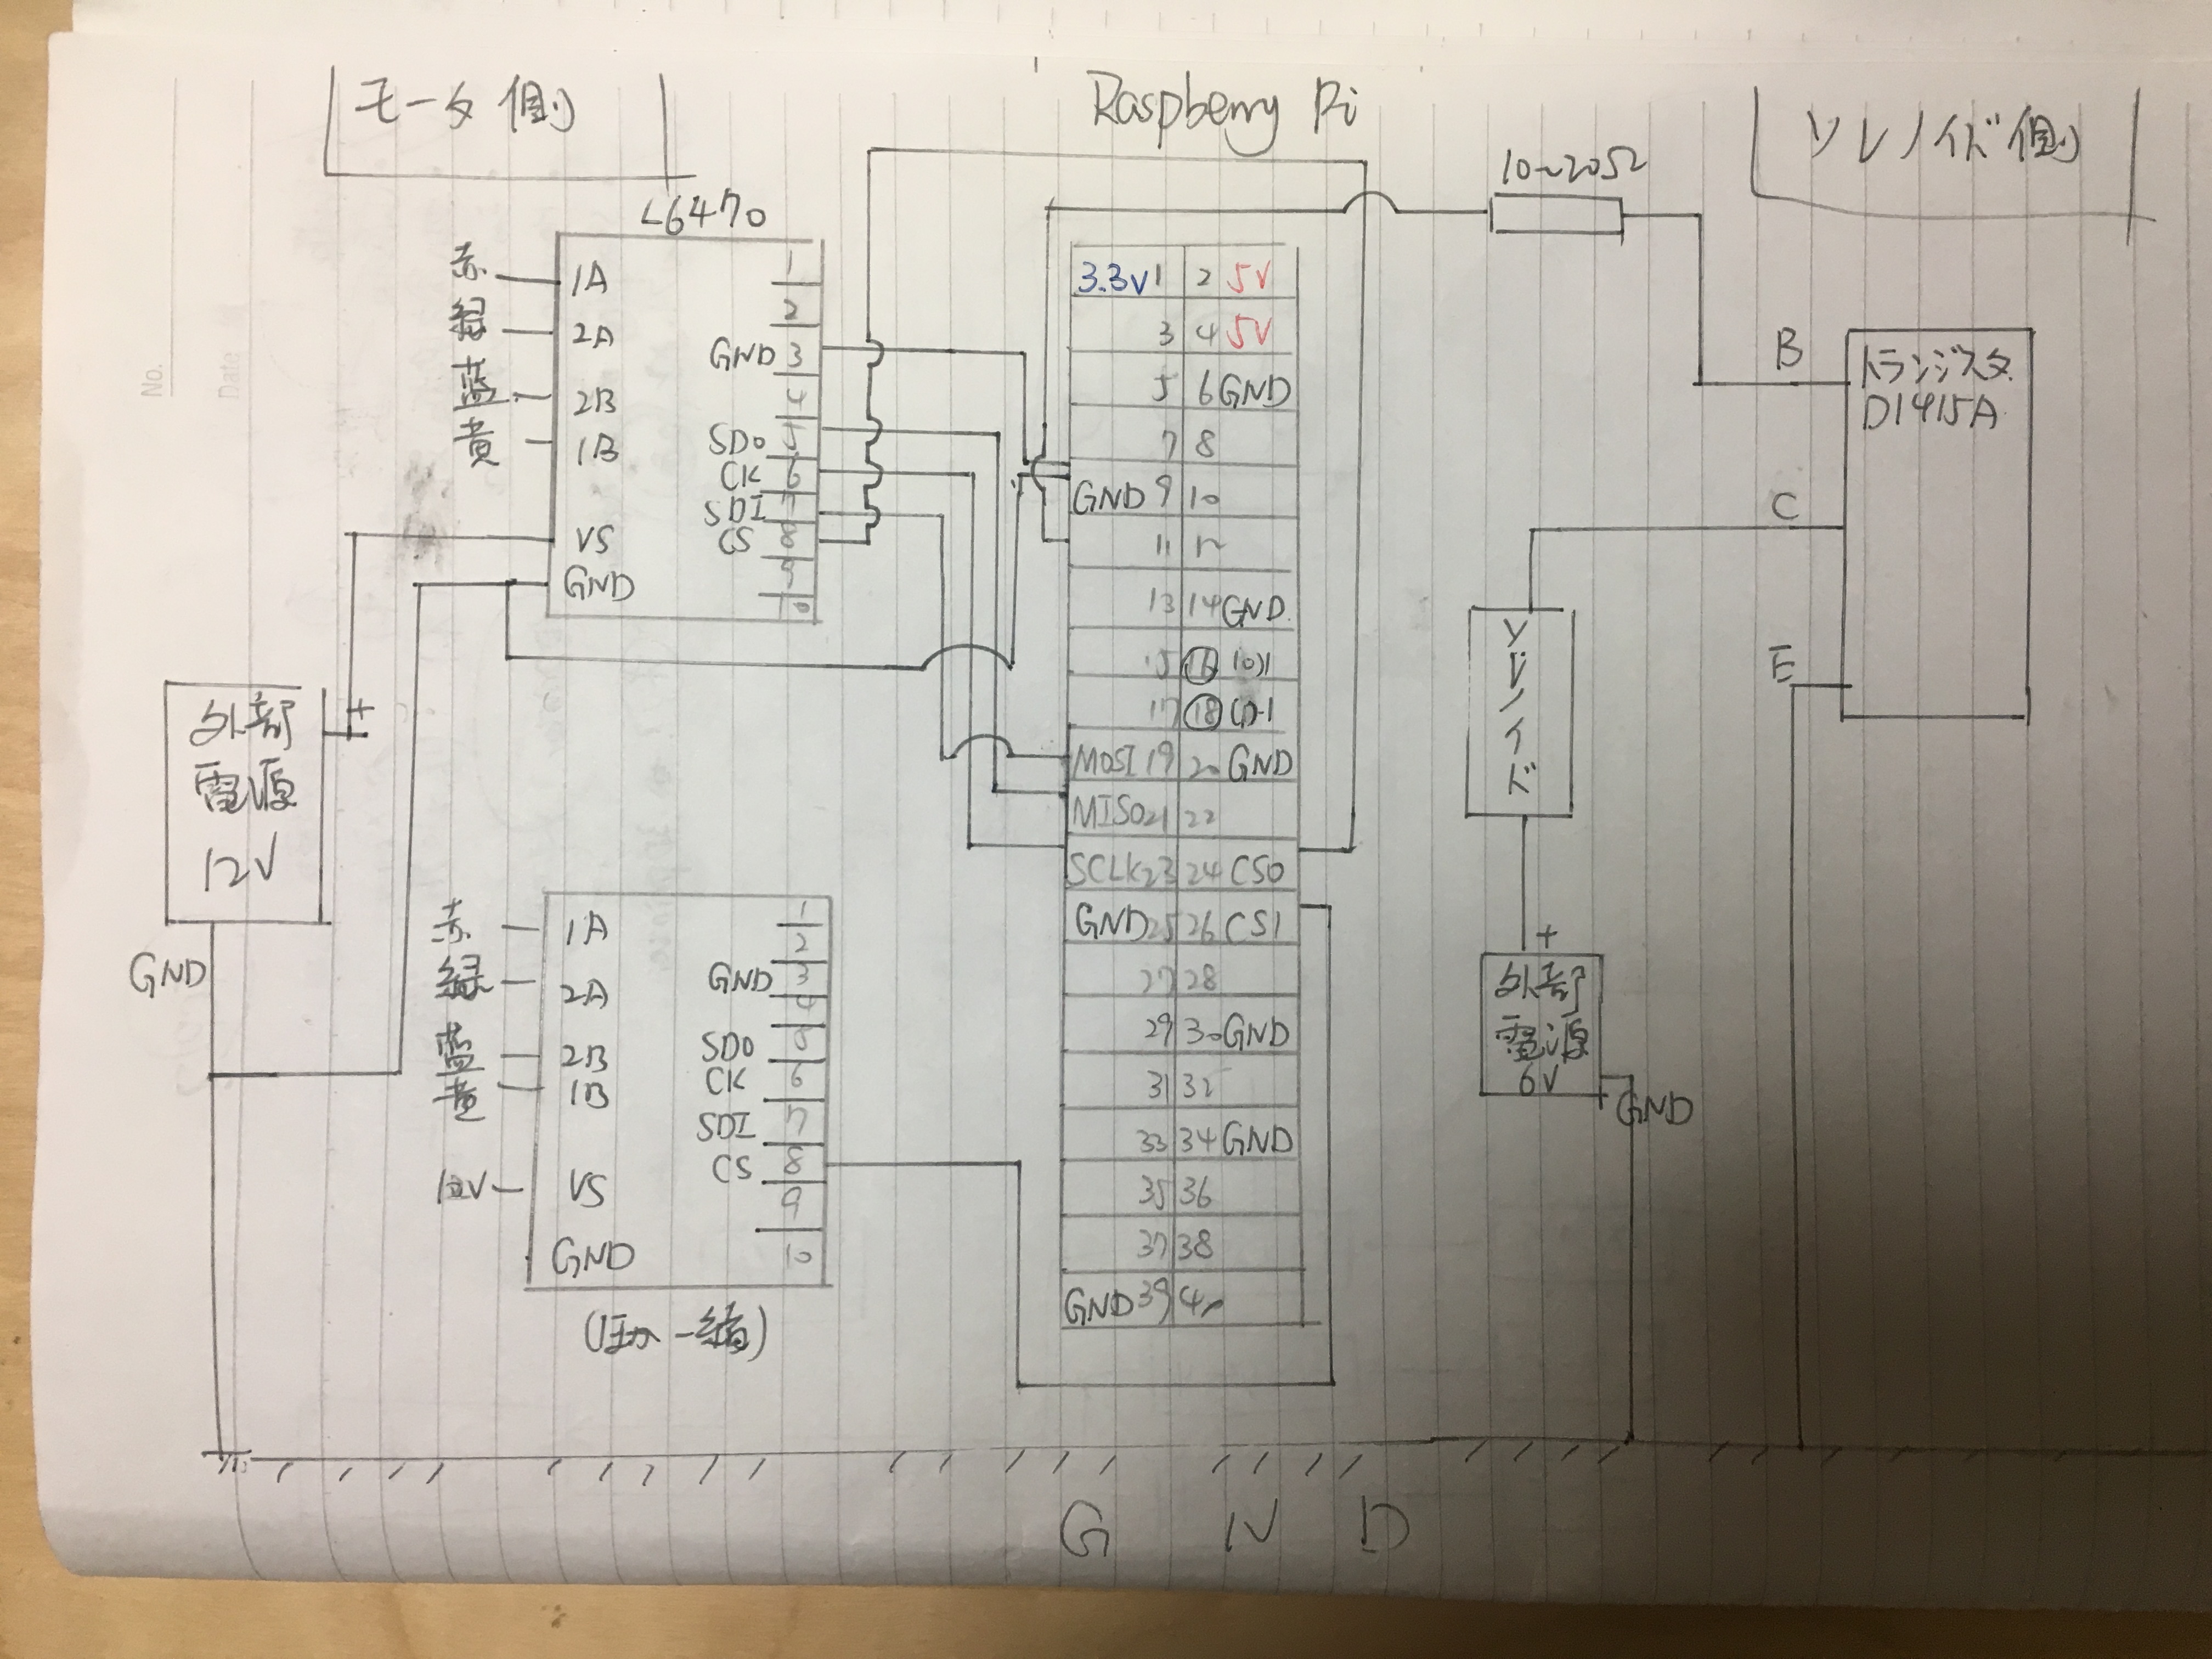 モータ側
Raspberry Pi
ソレノイド側
No.
Date
L6470
赤
緑
藍
黄
1A
2A
2B
1B
VS
GND
1
2
GND 3
4
SDO
CK 6
SDI 7
CS 8
9
10
10~20Ω
3.3V 1 2 5V
3 4 5V
5 6 GND
7 8
GND 9 10
11 12
13 14 GND
15 16
17 18
MOSI 19 20 GND
MISO 21 22
SCLK 23 24 CS0
GND 25 26 CS1
27 28
29 30 GND
31 32
33 34 GND
35 36
37 38
GND 39 40
B
C
E
トランジスタ
D1415A
ソレノイド
+
外部
電源
6V
GND
+
外部
電源
12V
GND
赤
緑
藍
黄
12V
1A
2A
2B
1B
VS
GND
1
2
GND 3
4
SDO
CK 6
SDI 7
CS 8
9
10
(ほか一緒)
GND